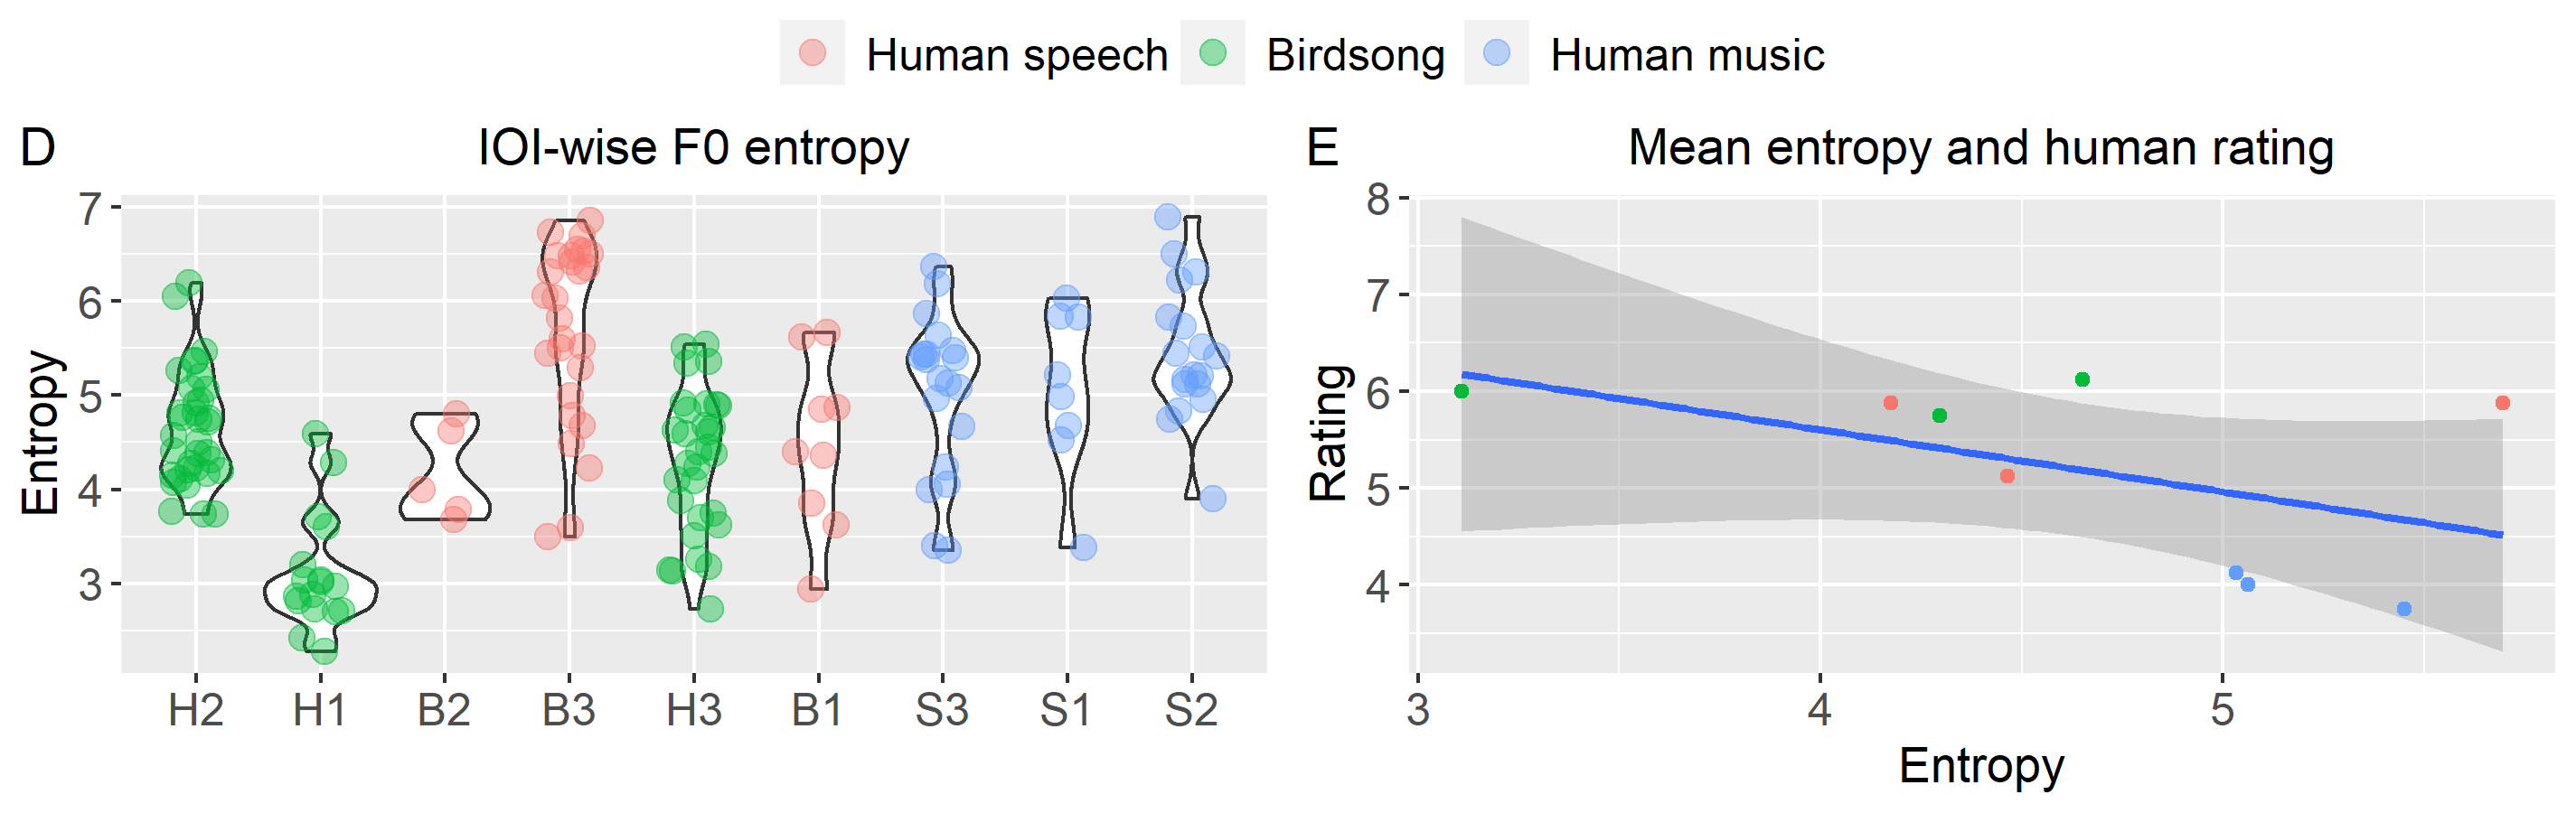 Human speech Birdsong Human music
D IOI-wise F0 entropy
7
6
5
4
3
Entropy
H2 H1 B2 B3 H3 B1 S3 S1 S2
E Mean entropy and human rating
8
7
6
5
4
Rating
3 4 5
Entropy